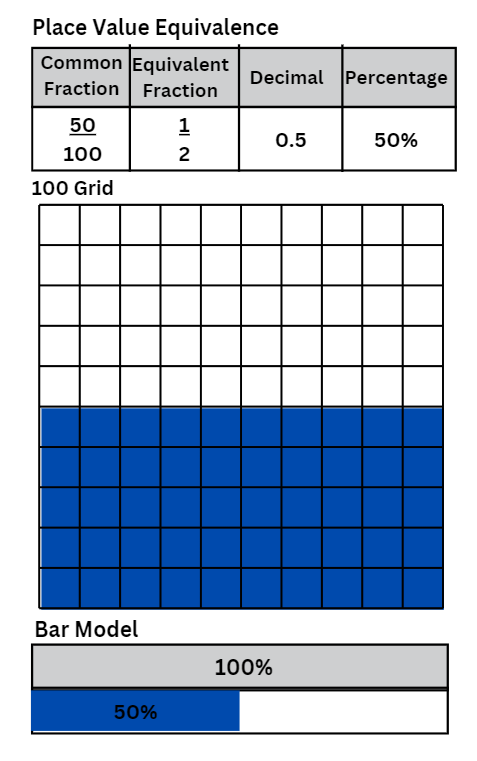 Place Value Equivalence
Common Fraction Equivalent Fraction Decimal Percentage
50 1 0.5 50%
100 2
100 Grid
Bar Model
100%
50%